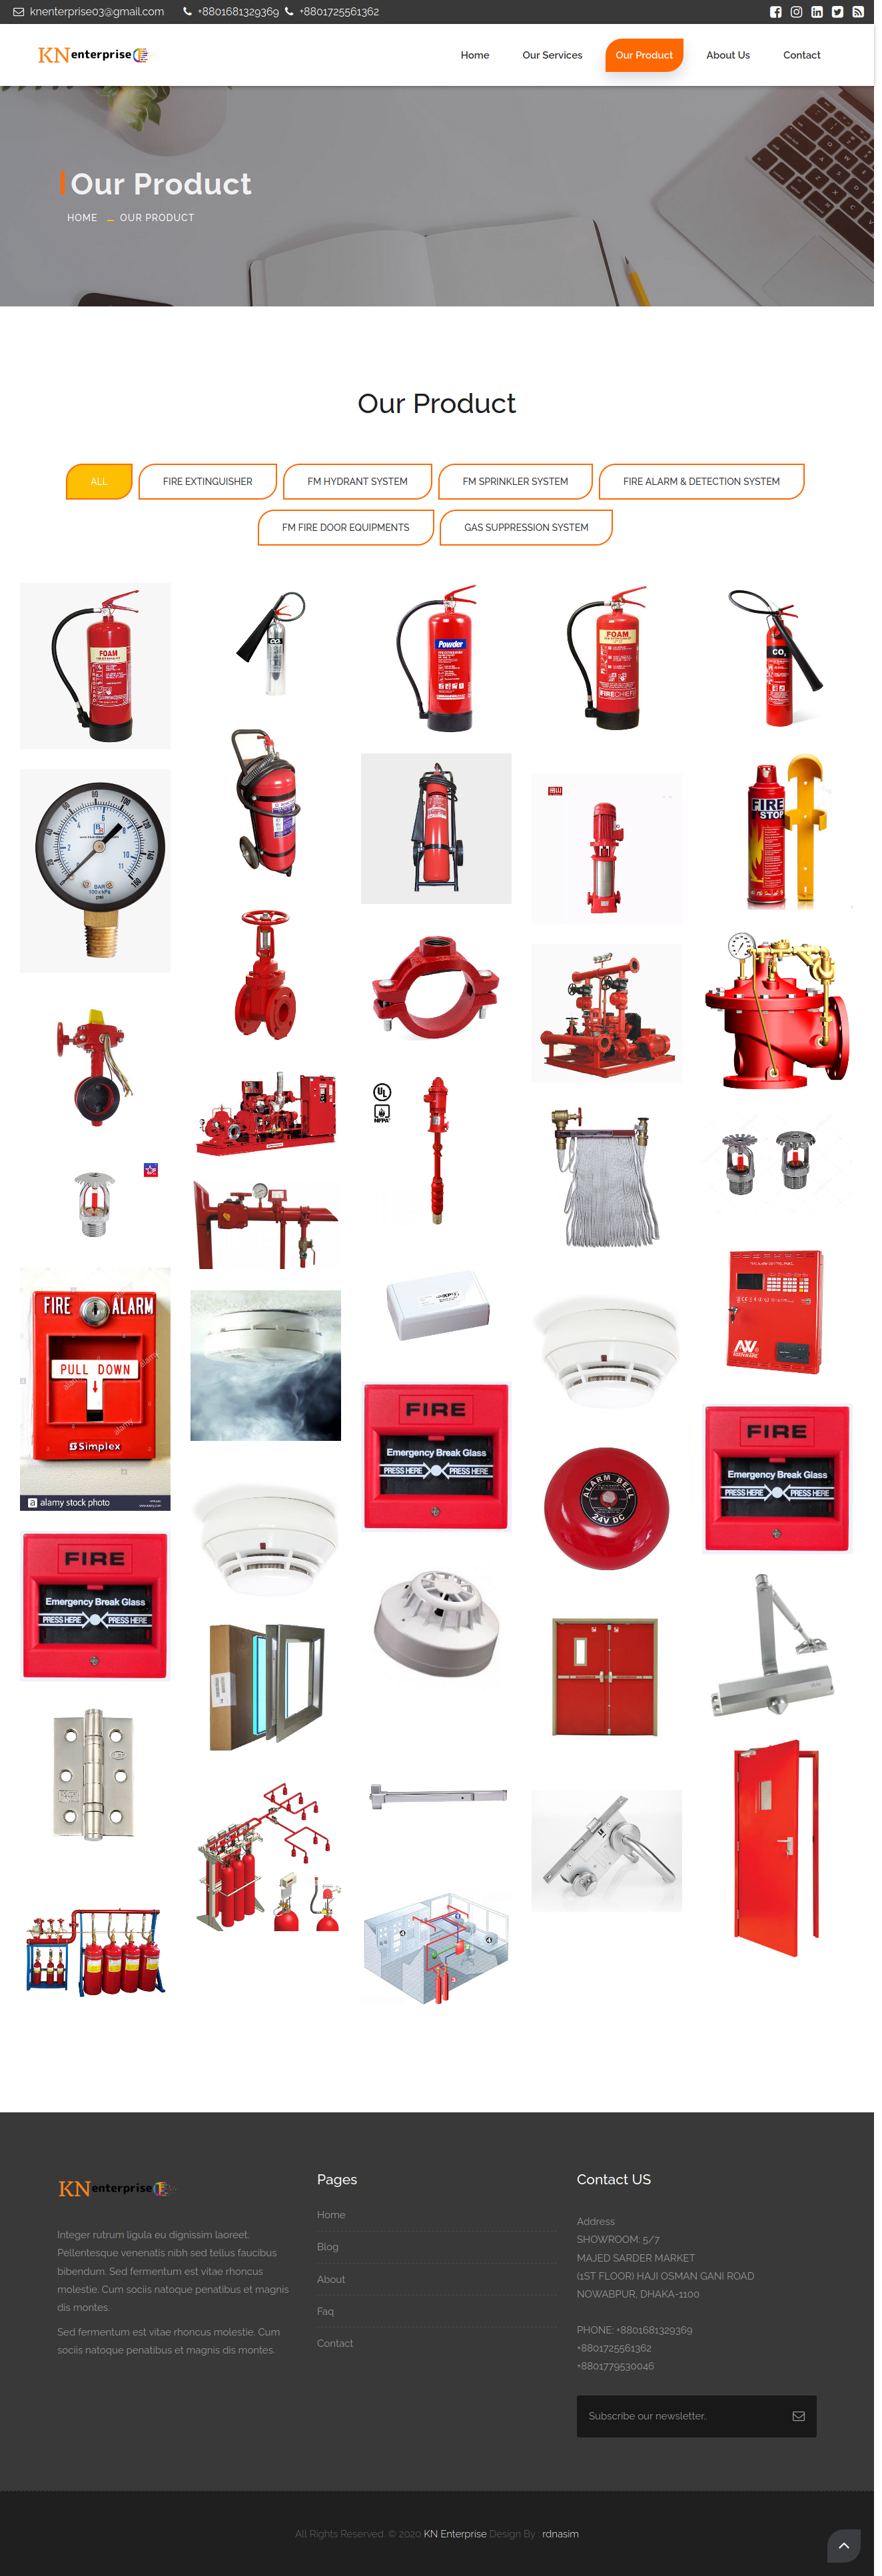 knenterprise03@gmail.com +8801681329369 +8801725561362
KN enterprise
Home Our Services Our Product About Us Contact
Our Product
HOME OUR PRODUCT
Our Product
ALL FIRE EXTINGUISHER FM HYDRANT SYSTEM FM SPRINKLER SYSTEM FIRE ALARM & DETECTION SYSTEM
FM FIRE DOOR EQUIPMENTS GAS SUPPRESSION SYSTEM
FOAM
CO2
Powder
FOAM
FIRECHIEF
CO2
BAR
100 x kPa
psi
FIRE
STOP
UL
NFPA
FIRE ALARM
PULL DOWN
Simplex
alamy stock photo
AW
FIRE
Emergency Break Glass
PRESS HERE PRESS HERE
ALARM BELL
24V DC
FIRE
Emergency Break Glass
PRESS HERE PRESS HERE
FIRE
Emergency Break Glass
PRESS HERE PRESS HERE
KN enterprise
Integer rutrum ligula eu dignissim laoreet.
Pellentesque venenatis nibh sed tellus faucibus
bibendum. Sed fermentum est vitae rhoncus
molestie. Cum sociis natoque penatibus et magnis
dis montes.
Sed fermentum est vitae rhoncus molestie. Cum
sociis natoque penatibus et magnis dis montes.
Pages
Home
Blog
About
Faq
Contact
Contact US
Address
SHOWROOM: 5/7
MAJED SARDER MARKET
(1ST FLOOR) HAJI OSMAN GANI ROAD
NOWABPUR, DHAKA-1100
PHONE: +8801681329369
+8801725561362
+8801779530046
Subscribe our newsletter..
All Rights Reserved. © 2020 KN Enterprise Design By : rdnasim